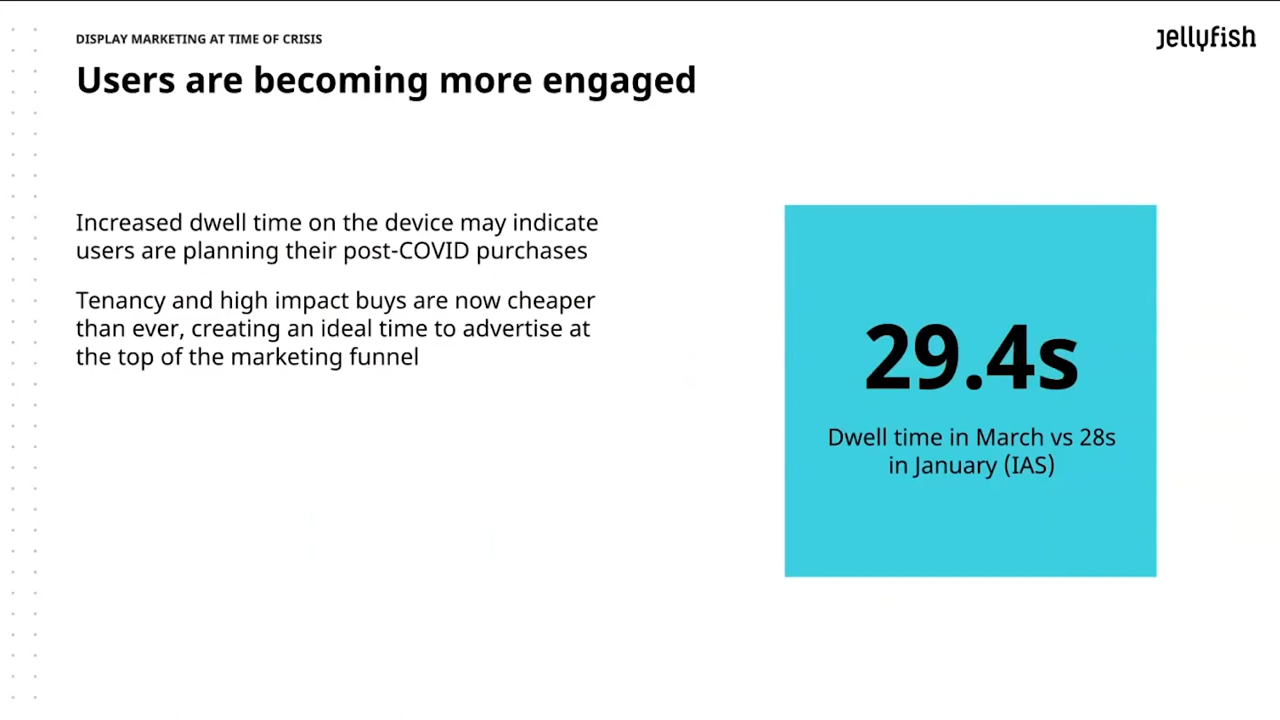 DISPLAY MARKETING AT TIME OF CRISIS
jellyfish
Users are becoming more engaged
Increased dwell time on the device may indicate
users are planning their post-COVID purchases
Tenancy and high impact buys are now cheaper
than ever, creating an ideal time to advertise at
the top of the marketing funnel
29.4s
Dwell time in March vs 28s
in January (IAS)